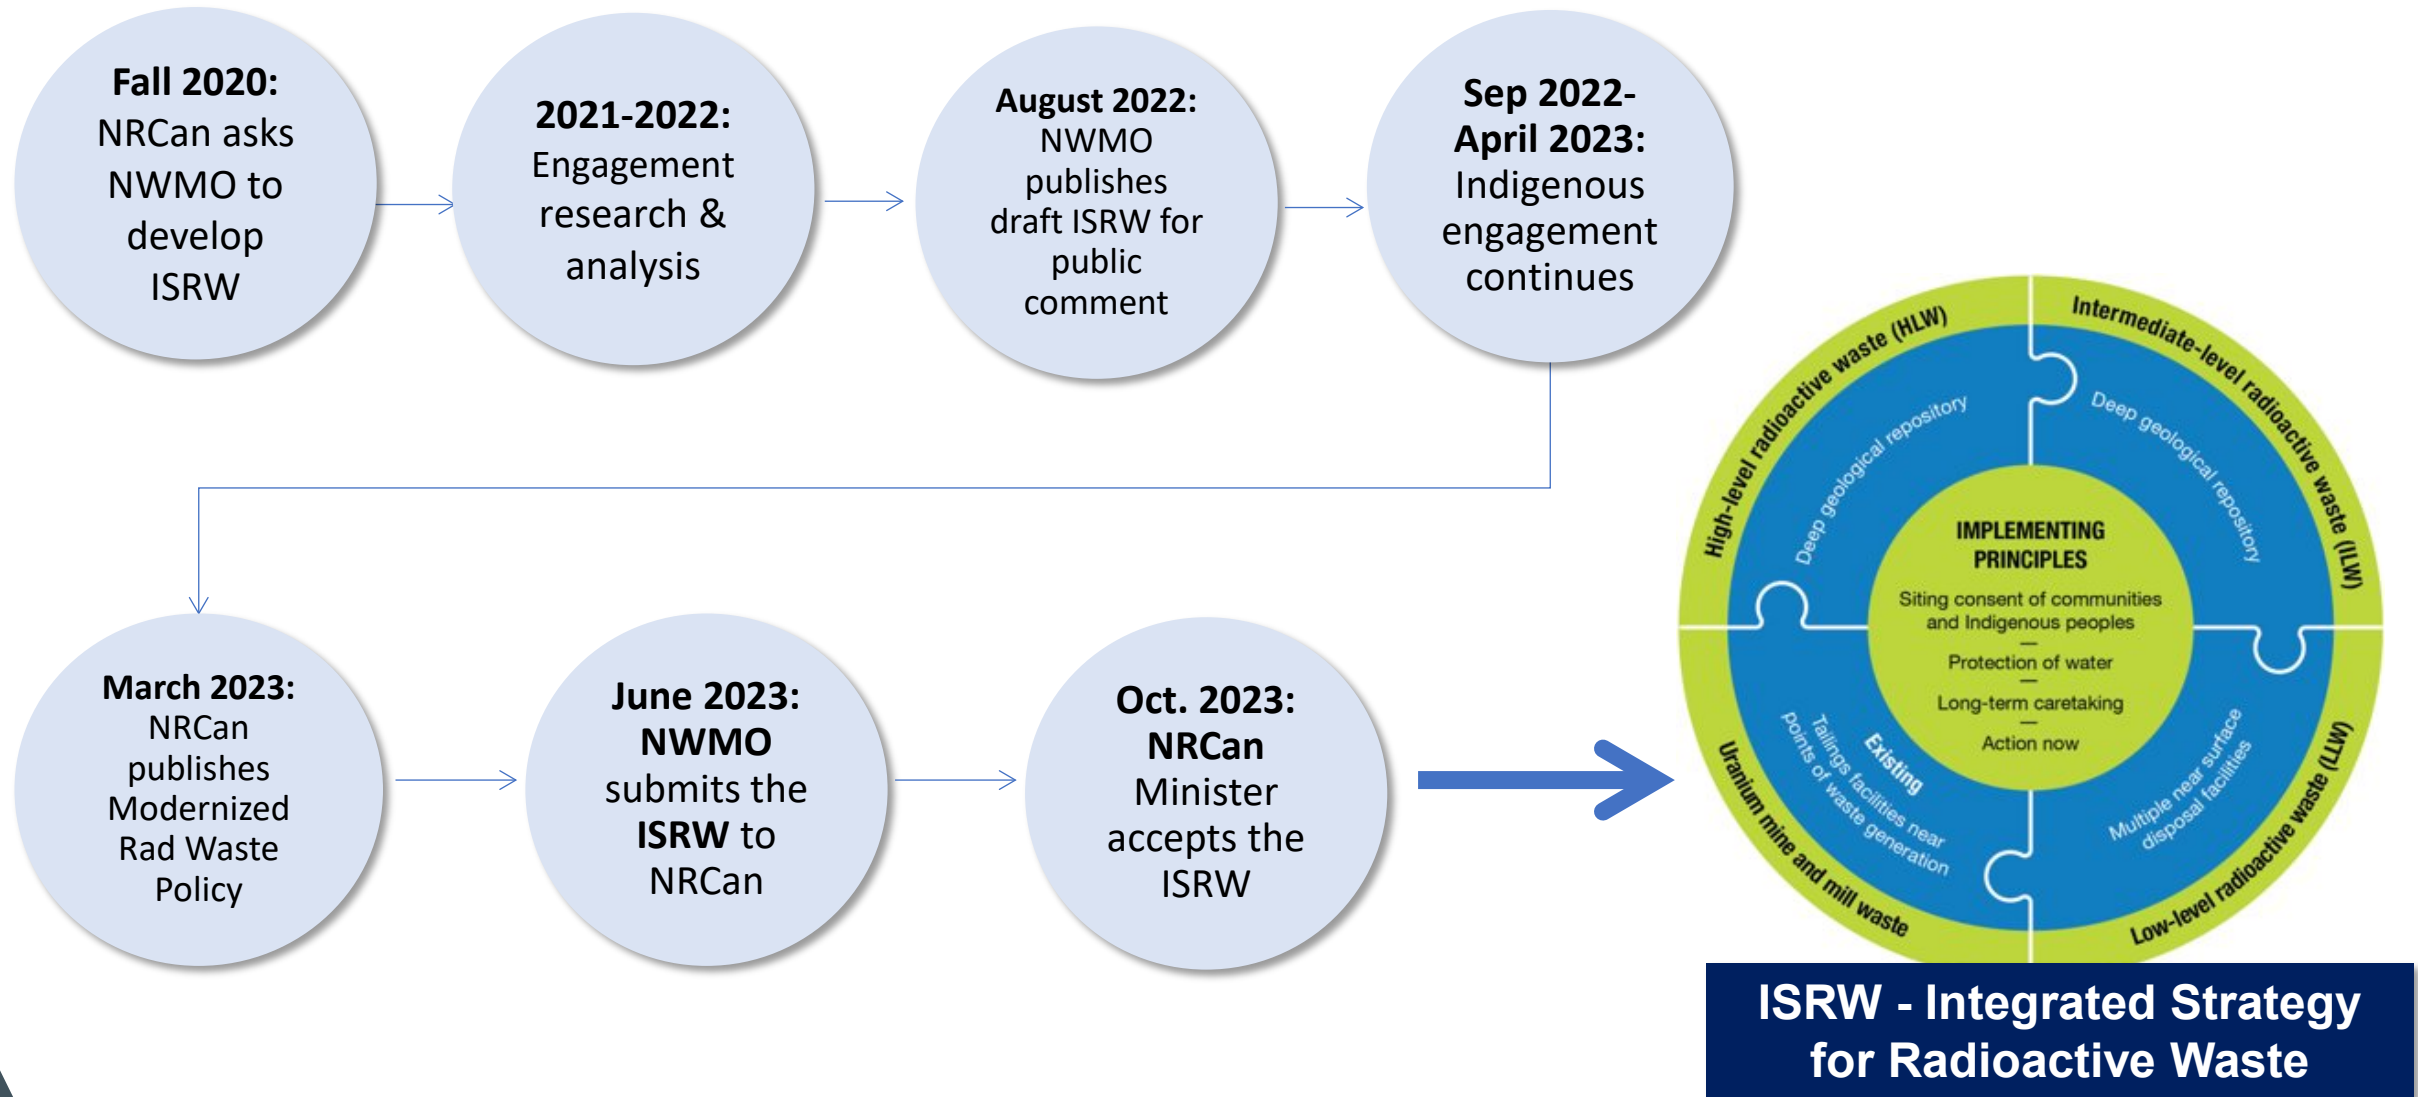 Fall 2020:
NRCan asks
NWMO to
develop
ISRW
2021-2022:
Engagement
research &
analysis
August 2022:
NWMO
publishes
draft ISRW for
public
comment
Sep 2022-
April 2023:
Indigenous
engagement
continues
March 2023:
NRCan
publishes
Modernized
Rad Waste
Policy
June 2023:
NWMO
submits the
ISRW to
NRCan
Oct. 2023:
NRCan
Minister
accepts the
ISRW
High-level radioactive waste (HLW)
Deep geological repository
Intermediate-level radioactive waste (ILW)
Deep geological repository
IMPLEMENTING
PRINCIPLES
Siting consent of communities
and Indigenous peoples
—
Protection of water
—
Long-term caretaking
—
Action now
Uranium mine and mill waste
Existing
Tailings facilities near
points of waste generation
Low-level radioactive waste (LLW)
Multiple near surface
disposal facilities
ISRW - Integrated Strategy
for Radioactive Waste